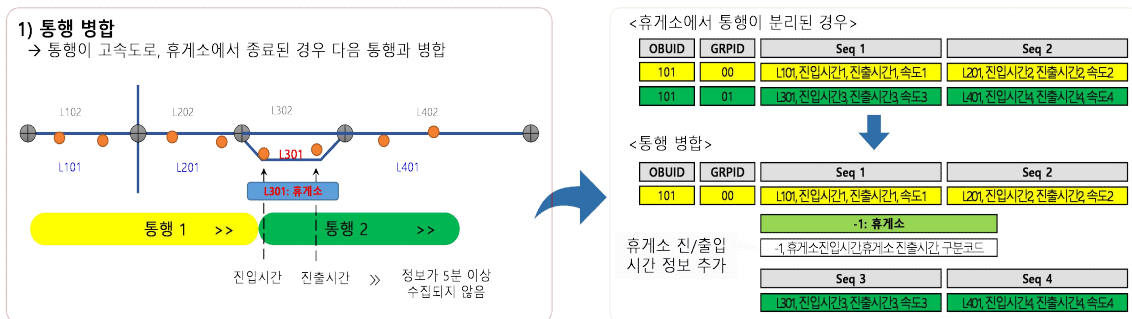 1) 통행 병합
→ 통행이 고속도로, 휴게소에서 종료된 경우 다음 통행과 병합
L102
L202
L302
L402
L101
L201
L301
L401
L301: 휴게소
통행 1 >>
통행 2 >>
진입시간
진출시간
»
정보가 5분 이상
수집되지 않음
<휴게소에서 통행이 분리된 경우>
OBUID GRPID Seq 1 Seq 2
101 00 L101, 진입시간1, 진출시간1, 속도1 L201, 진입시간2, 진출시간2, 속도2
101 01 L301, 진입시간3, 진출시간3, 속도3 L401, 진입시간4, 진출시간4, 속도4
<통행 병합>
OBUID GRPID Seq 1 Seq 2
101 00 L101, 진입시간1, 진출시간1, 속도1 L201, 진입시간2, 진출시간2, 속도2
-1: 휴게소
휴게소 진/출입
시간 정보 추가
-1, 휴게소진입시간,휴게소 진출시간, 구분코드
Seq 3 Seq 4
L301, 진입시간3, 진출시간3, 속도3 L401, 진입시간4, 진출시간4, 속도4